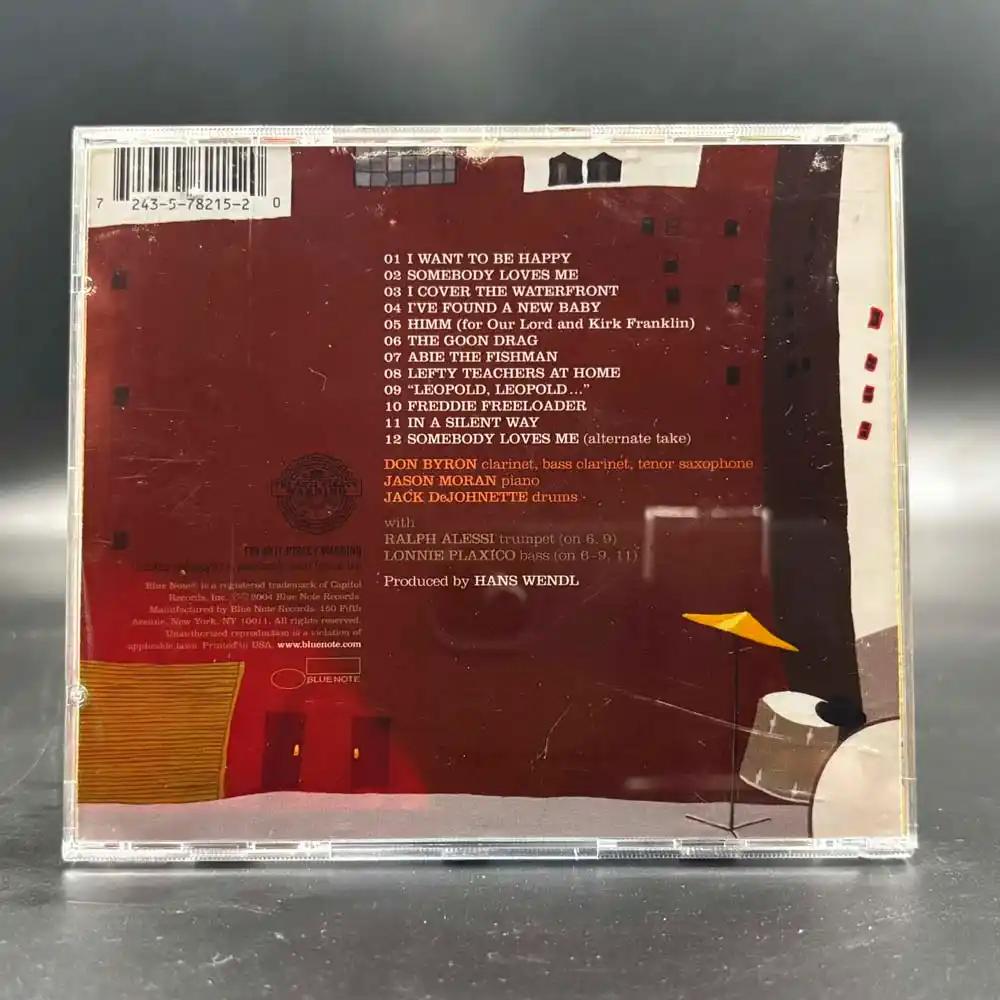 7 243-5-78215-2 0
01 I WANT TO BE HAPPY
02 SOMEBODY LOVES ME
03 I COVER THE WATERFRONT
04 I'VE FOUND A NEW BABY
05 HIMM (for Our Lord and Kirk Franklin)
06 THE GOON DRAG
07 ABIE THE FISHMAN
08 LEFTY TEACHERS AT HOME
09 “LEOPOLD, LEOPOLD...”
10 FREDDIE FREELOADER
11 IN A SILENT WAY
12 SOMEBODY LOVES ME (alternate take)
DON BYRON clarinet, bass clarinet, tenor saxophone
JASON MORAN piano
JACK DeJOHNETTE drums
with
RALPH ALESSI trumpet (on 6, 9)
LONNIE PLAXICO bass (on 6-9, 11)
Produced by HANS WENDL
FBI ANTI-PIRACY WARNING
Blue Note® is a registered trademark of Capitol
Records, Inc. 2004 Blue Note Records.
Manufactured by Blue Note Records, 150 Fifth
Avenue, New York, NY 10011. All rights reserved.
Unauthorized reproduction is a violation of
applicable laws. Printed in USA. www.bluenote.com
BLUE NOTE